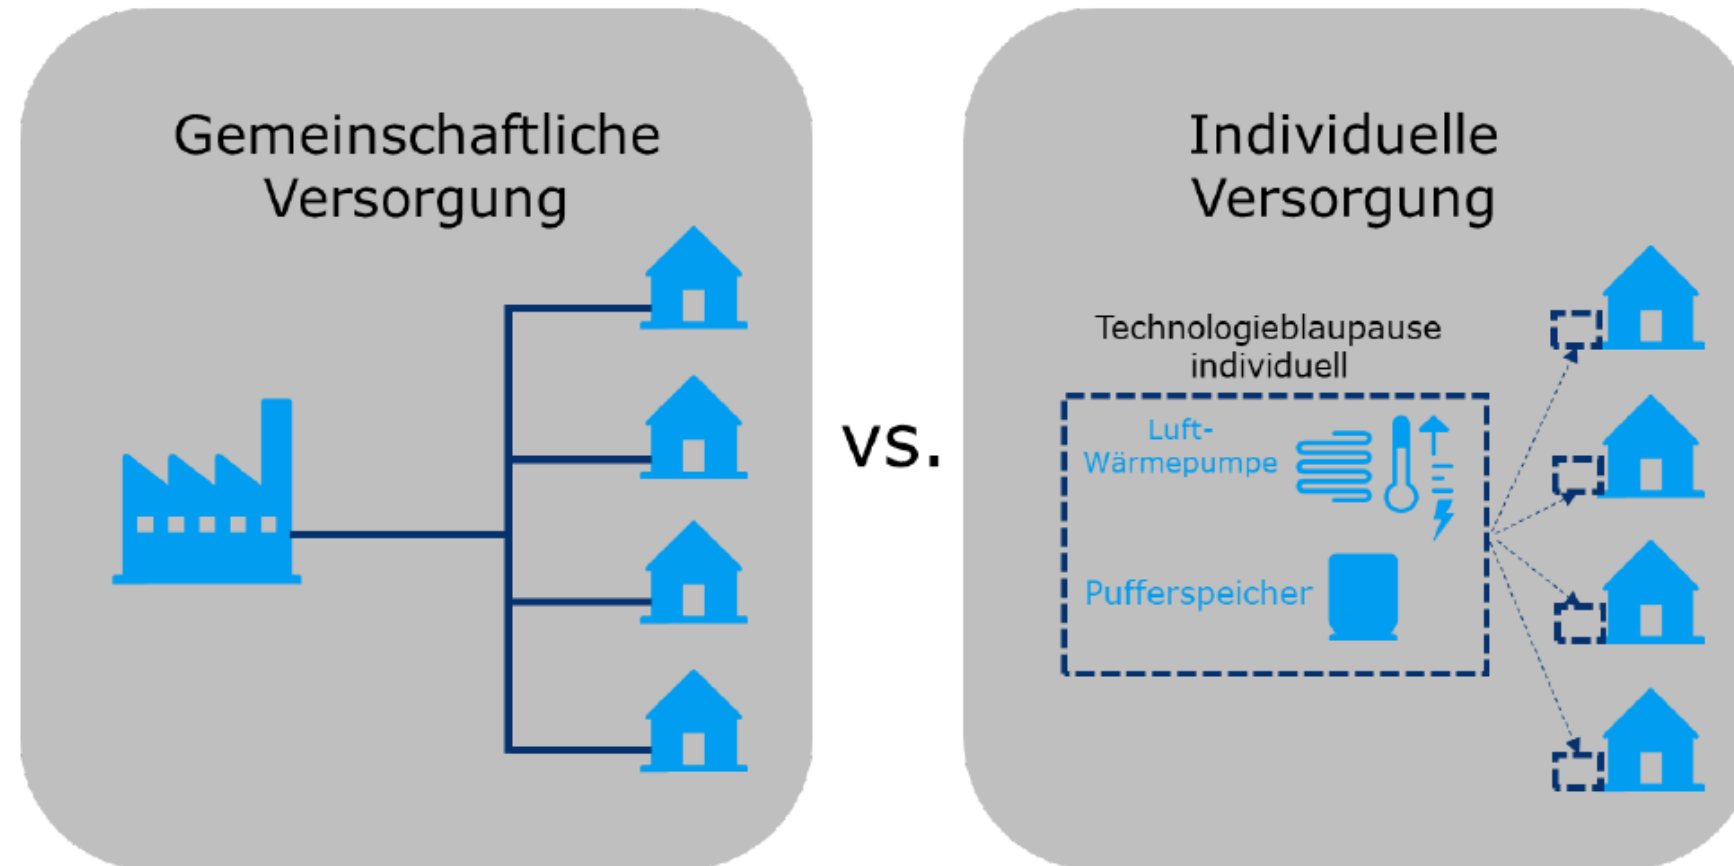 Gemeinschaftliche
Versorgung
vs.
Individuelle
Versorgung
Technologieblaupause
individuell
Luft-
Wärmepumpe
Pufferspeicher